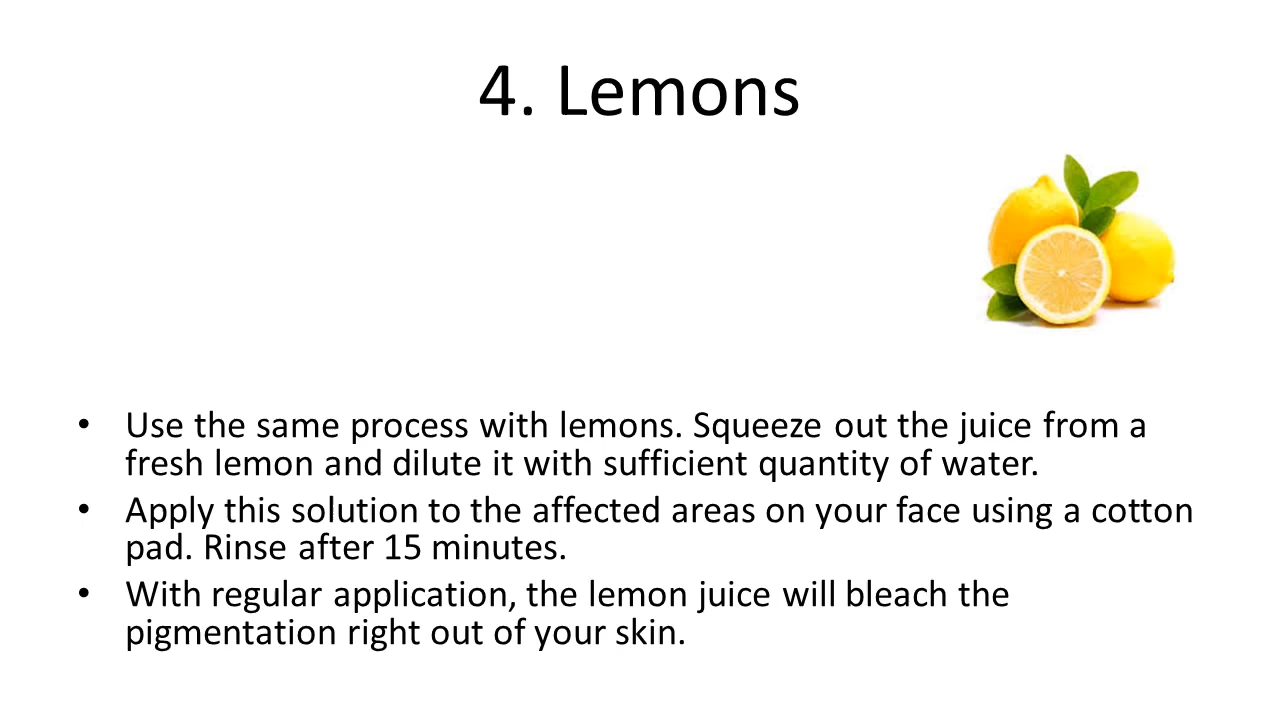 4. Lemons
• Use the same process with lemons. Squeeze out the juice from a
fresh lemon and dilute it with sufficient quantity of water.
• Apply this solution to the affected areas on your face using a cotton
pad. Rinse after 15 minutes.
• With regular application, the lemon juice will bleach the
pigmentation right out of your skin.